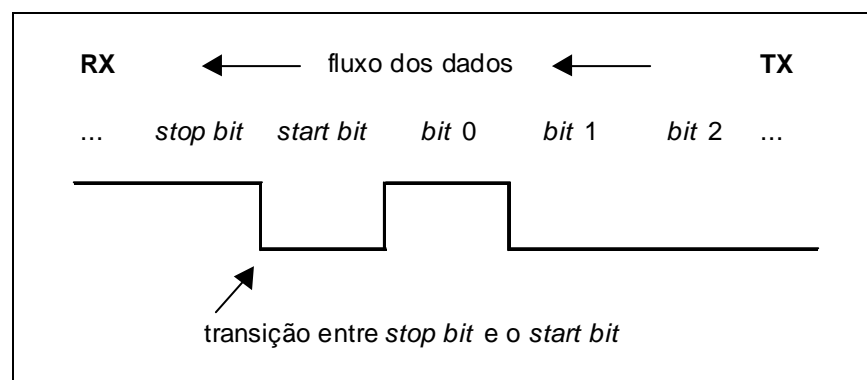 RX fluxo dos dados TX
... stop bit start bit bit 0 bit 1 bit 2 ...
transição entre stop bit e o start bit